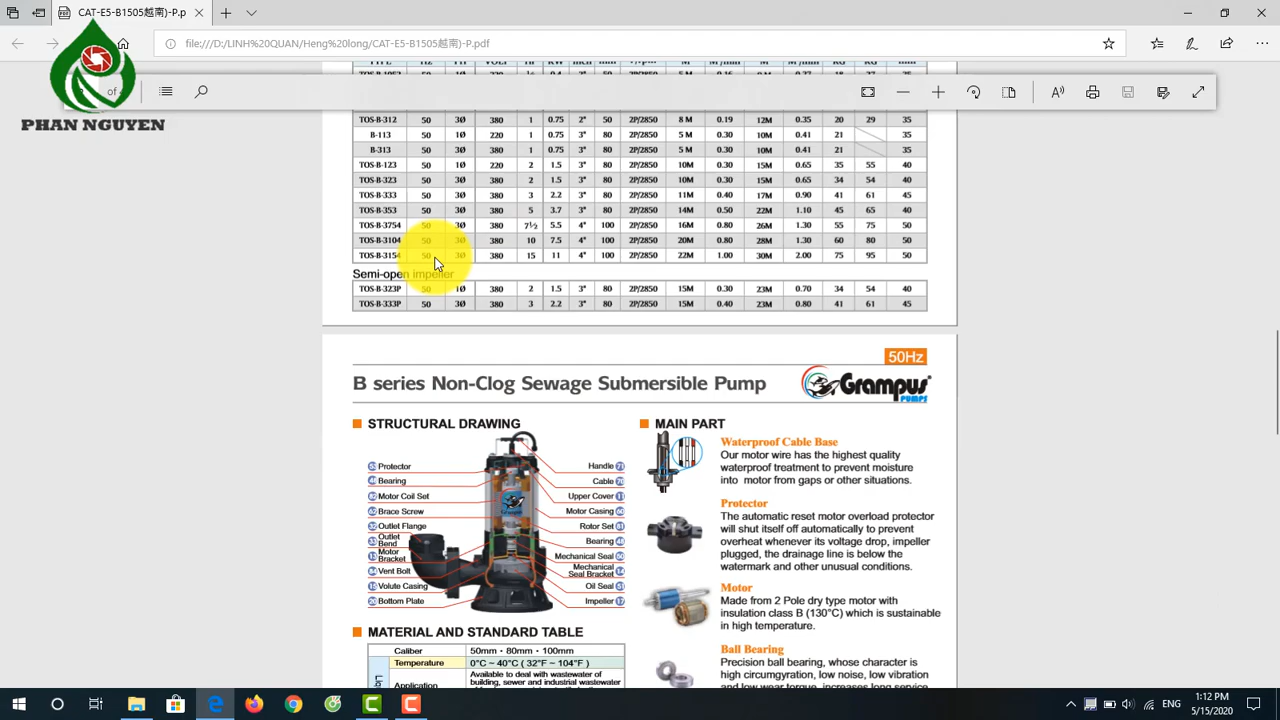 file:///D:/LINH%20QUAN/Heng%20long/CAT-E5-B1505越南)-P.pdf
PHAN NGUYEN
TOS-B-312 50 3Ø 380 1 0.75 2" 50 2P/2850 8 M 0.19 12M 0.35 20 29 35
B-113 50 1Ø 220 1 0.75 3" 80 2P/2850 5 M 0.30 10M 0.41 21 35
B-313 50 3Ø 380 1 0.75 3" 80 2P/2850 5 M 0.30 10M 0.41 21 35
TOS-B-123 50 1Ø 220 2 1.5 3" 80 2P/2850 10M 0.30 15M 0.65 35 55 40
TOS-B-323 50 3Ø 380 2 1.5 3" 80 2P/2850 10M 0.30 15M 0.65 34 54 40
TOS-B-333 50 3Ø 380 3 2.2 3" 80 2P/2850 11M 0.40 17M 0.90 41 61 45
TOS-B-353 50 3Ø 380 5 3.7 3" 80 2P/2850 14M 0.50 22M 1.10 45 65 40
TOS-B-3754 50 3Ø 380 7½ 5.5 4" 100 2P/2850 16M 0.80 26M 1.30 55 75 50
TOS-B-3104 50 3Ø 380 10 7.5 4" 100 2P/2850 20M 0.80 28M 1.30 60 80 50
TOS-B-3154 50 3Ø 380 15 11 4" 100 2P/2850 22M 1.00 30M 2.00 75 95 50
Semi-open impeller
TOS-B-323P 50 1Ø 380 2 1.5 3" 80 2P/2850 15M 0.30 23M 0.70 34 54 40
TOS-B-333P 50 3Ø 380 3 2.2 3" 80 2P/2850 15M 0.40 23M 0.80 41 61 45
50Hz
B series Non-Clog Sewage Submersible Pump
Grampus
PUMPS
STRUCTURAL DRAWING
Protector
Bearing
Motor Coil Set
Brace Screw
Outlet Flange
Outlet
Bend
Motor
Bracket
Vent Bolt
Volute Casing
Bottom Plate
Handle
Cable
Upper Cover
Motor Casing
Rotor Set
Bearing
Mechanical Seal
Mechanical
Seal Bracket
Oil Seal
Impeller
MATERIAL AND STANDARD TABLE
Caliber 50mm · 80mm · 100mm
Temperature 0°C ~ 40°C ( 32°F ~ 104°F )
Application Available to deal with wastewater of
building, sewer and industrial wastewater
MAIN PART
Waterproof Cable Base
Our motor wire has the highest quality
waterproof treatment to prevent moisture
into motor from gaps or other situations.
Protector
The automatic reset motor overload protector
will shut itself off automatically to prevent
overheat whenever its voltage drop, impeller
plugged, the drainage line is below the
watermark and other unusual conditions.
Motor
Made from 2 Pole dry type motor with
insulation class B (130°C) which is sustainable
in high temperature.
Ball Bearing
Precision ball bearing, whose character is
high circumgyration, low noise, low vibration
and low wear torque, increases long service
1:12 PM
5/15/2020